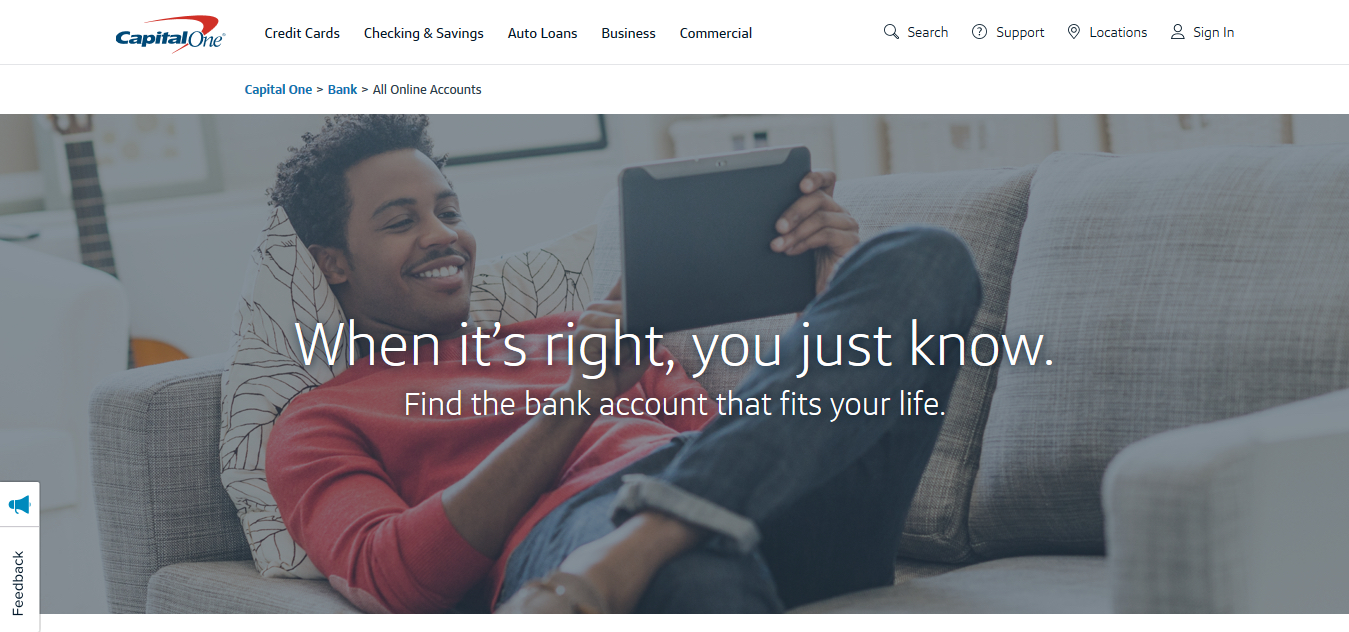 Capital One
Credit Cards Checking & Savings Auto Loans Business Commercial Search Support Locations Sign In
Capital One > Bank > All Online Accounts
When it’s right, you just know.
Find the bank account that fits your life.
Feedback